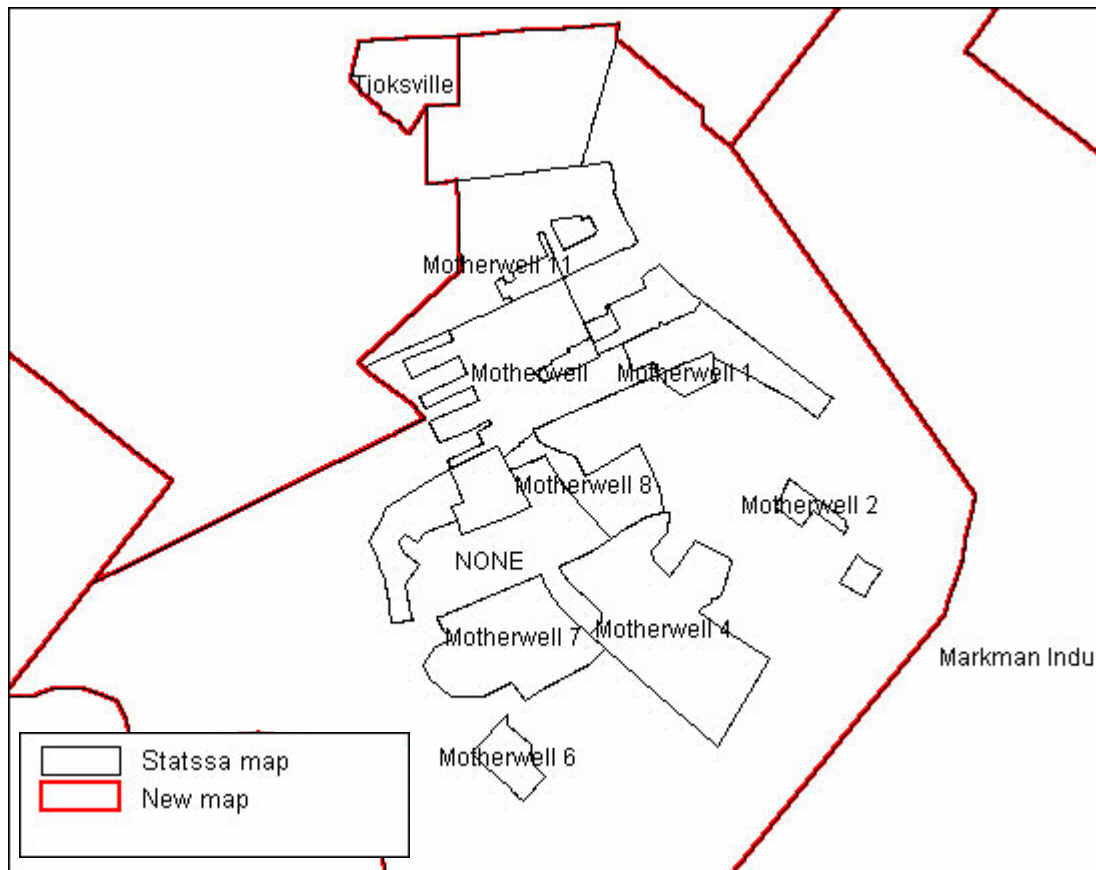 Tjoksville
Motherwell 11
Motherwell
Motherwell 1
Motherwell 8
Motherwell 2
NONE
Motherwell 7
Motherwell 4
Markman Indu
Motherwell 6
Statssa map
New map